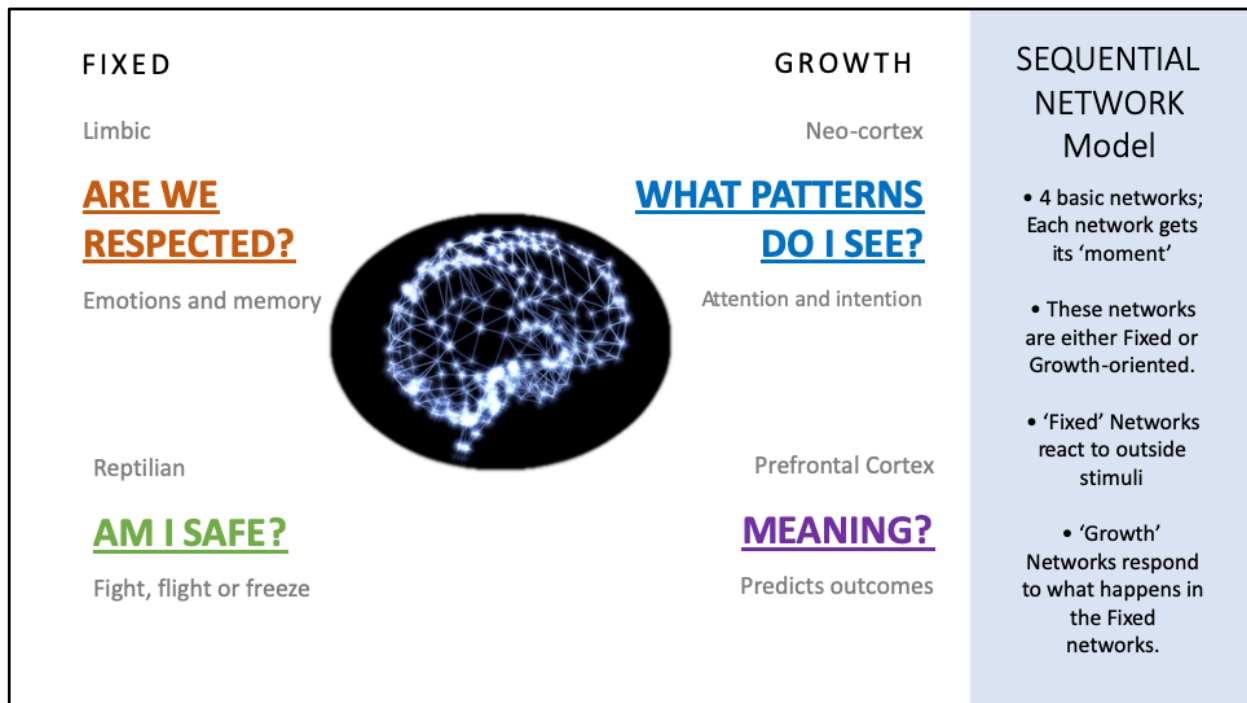 FIXED
Limbic
ARE WE
RESPECTED?
Emotions and memory
Reptilian
AM I SAFE?
Fight, flight or freeze
GROWTH
Neo-cortex
WHAT PATTERNS
DO I SEE?
Attention and intention
Prefrontal Cortex
MEANING?
Predicts outcomes
SEQUENTIAL
NETWORK
Model
• 4 basic networks;
Each network gets
its ‘moment’
• These networks
are either Fixed or
Growth-oriented.
• ‘Fixed’ Networks
react to outside
stimuli
• ‘Growth’
Networks respond
to what happens in
the Fixed
networks.